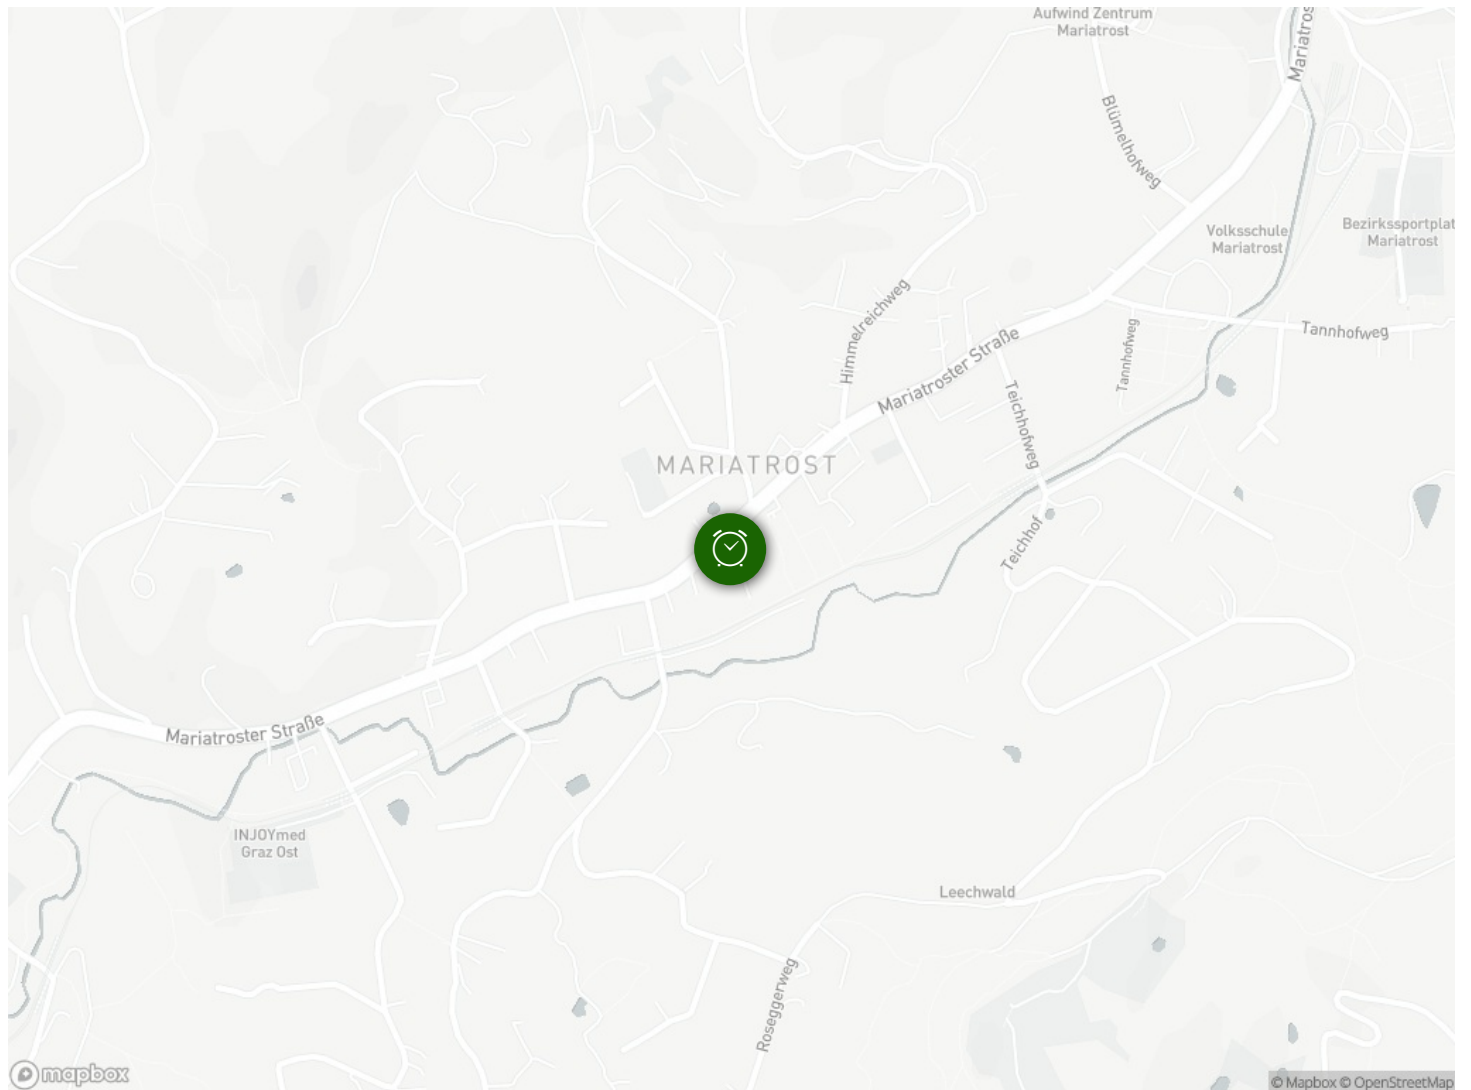 Aufwind Zentrum
Mariatrost
Mariatros
Blümelhofweg
Volksschule
Mariatrost
Bezirkssportplat
Mariatrost
Himmelreichweg
Tannhofweg
Tannhofweg
Mariatroster Straße
Teichhofweg
MARIATROST
Teichhof
Mariatroster Straße
INJOYmed
Graz Ost
Leechwald
Roseggerweg
mapbox
© Mapbox © OpenStreetMap